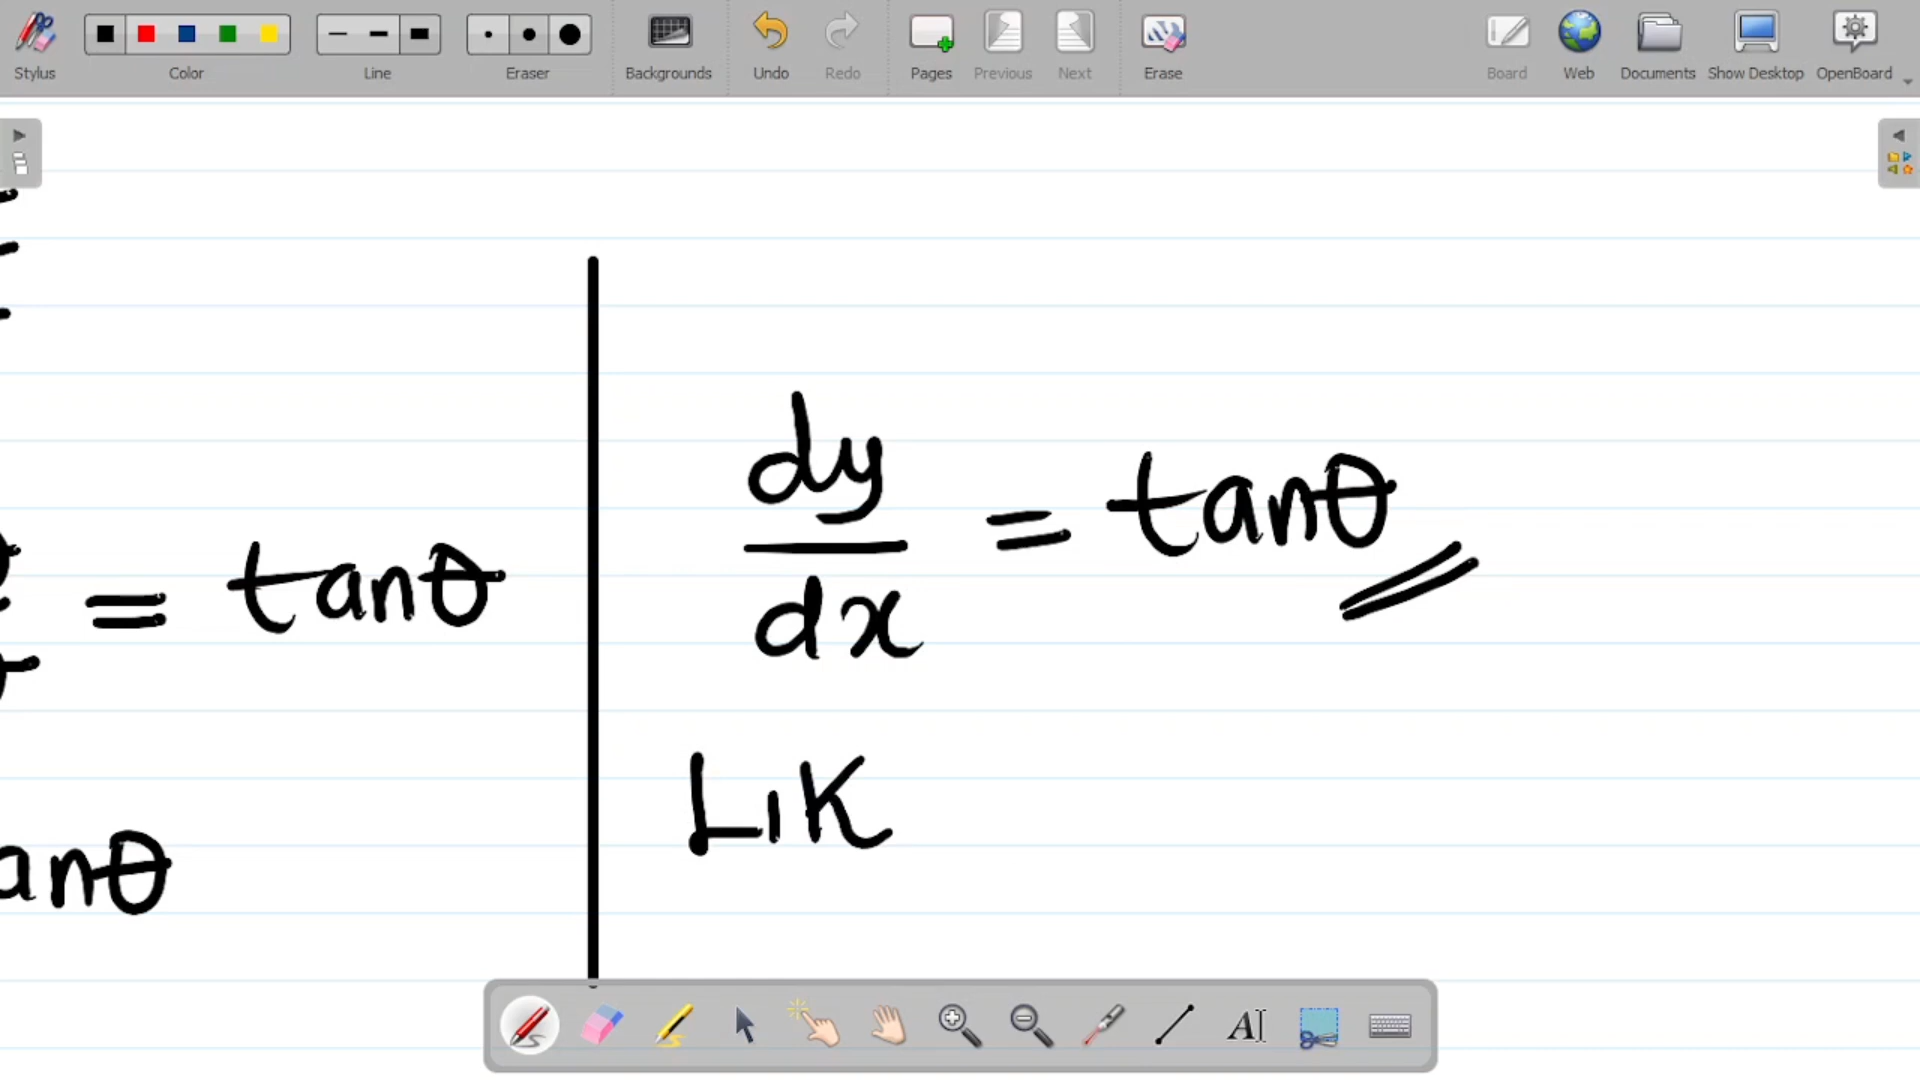 Stylus Color Line Eraser Backgrounds Undo Redo Pages Previous Next Erase Board Web Documents Show Desktop OpenBoard
= tanθ
anθ
dy/dx = tanθ
LIK